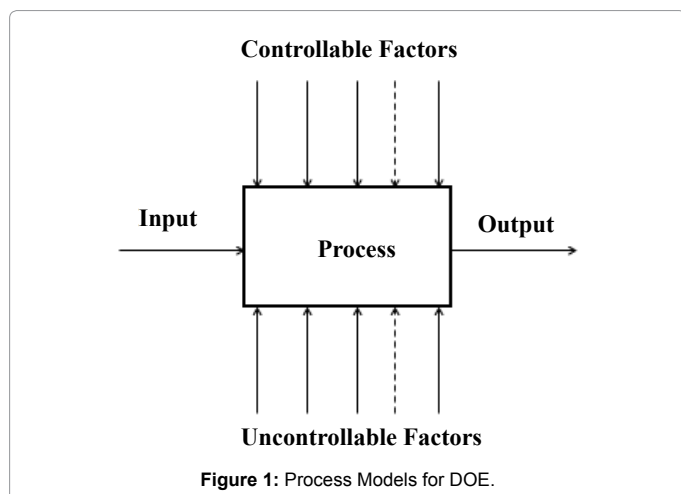 Controllable Factors
Input
Process
Output
Uncontrollable Factors
Figure 1: Process Models for DOE.